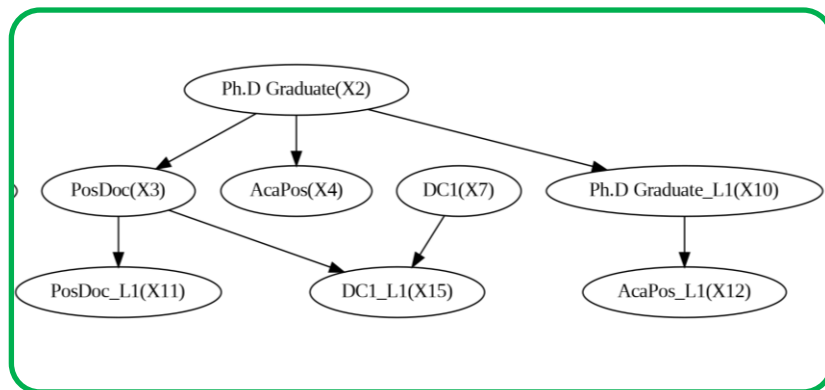 Ph.D Graduate(X2)
PosDoc(X3)
AcaPos(X4)
DC1(X7)
Ph.D Graduate_L1(X10)
PosDoc_L1(X11)
DC1_L1(X15)
AcaPos_L1(X12)